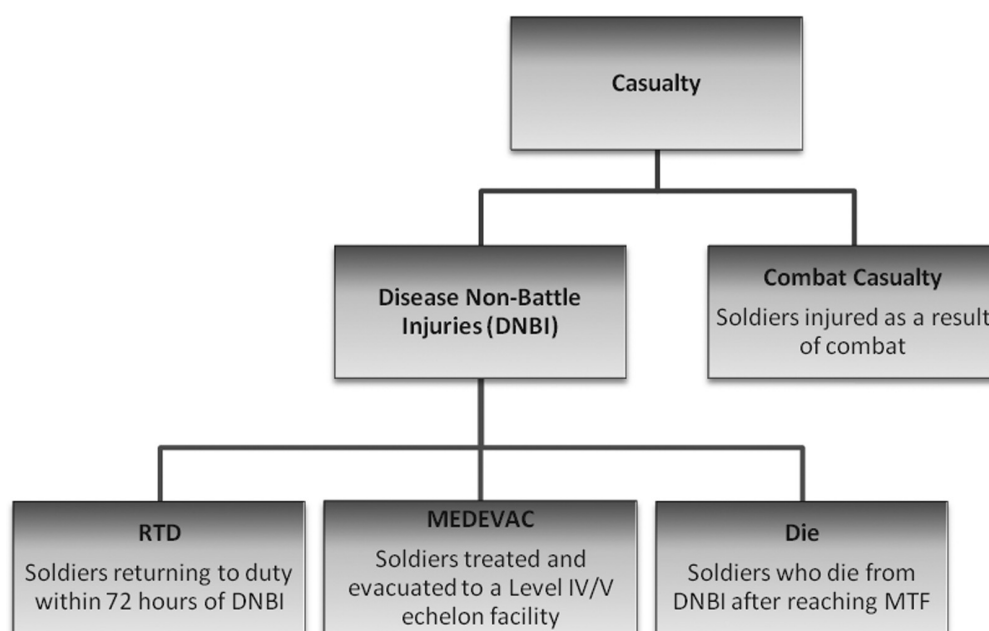 Casualty
Disease Non-Battle
Injuries (DNBI)
Combat Casualty
Soldiers injured as a result
of combat
RTD
Soldiers returning to duty
within 72 hours of DNBI
MEDEVAC
Soldiers treated and
evacuated to a Level IV/V
echelon facility
Die
Soldiers who die from
DNBI after reaching MTF